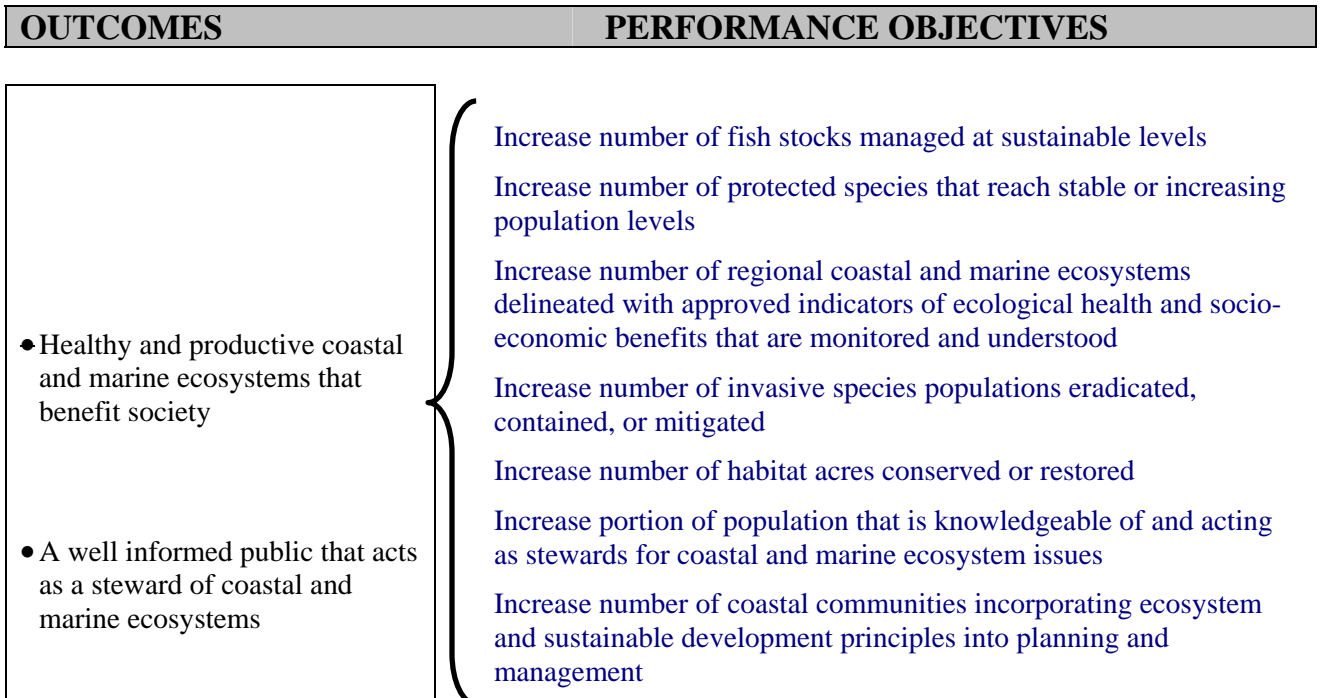 OUTCOMES PERFORMANCE OBJECTIVES
• Healthy and productive coastal
and marine ecosystems that
benefit society
• A well informed public that acts
as a steward of coastal and
marine ecosystems
Increase number of fish stocks managed at sustainable levels
Increase number of protected species that reach stable or increasing
population levels
Increase number of regional coastal and marine ecosystems
delineated with approved indicators of ecological health and socio-
economic benefits that are monitored and understood
Increase number of invasive species populations eradicated,
contained, or mitigated
Increase number of habitat acres conserved or restored
Increase portion of population that is knowledgeable of and acting
as stewards for coastal and marine ecosystem issues
Increase number of coastal communities incorporating ecosystem
and sustainable development principles into planning and
management